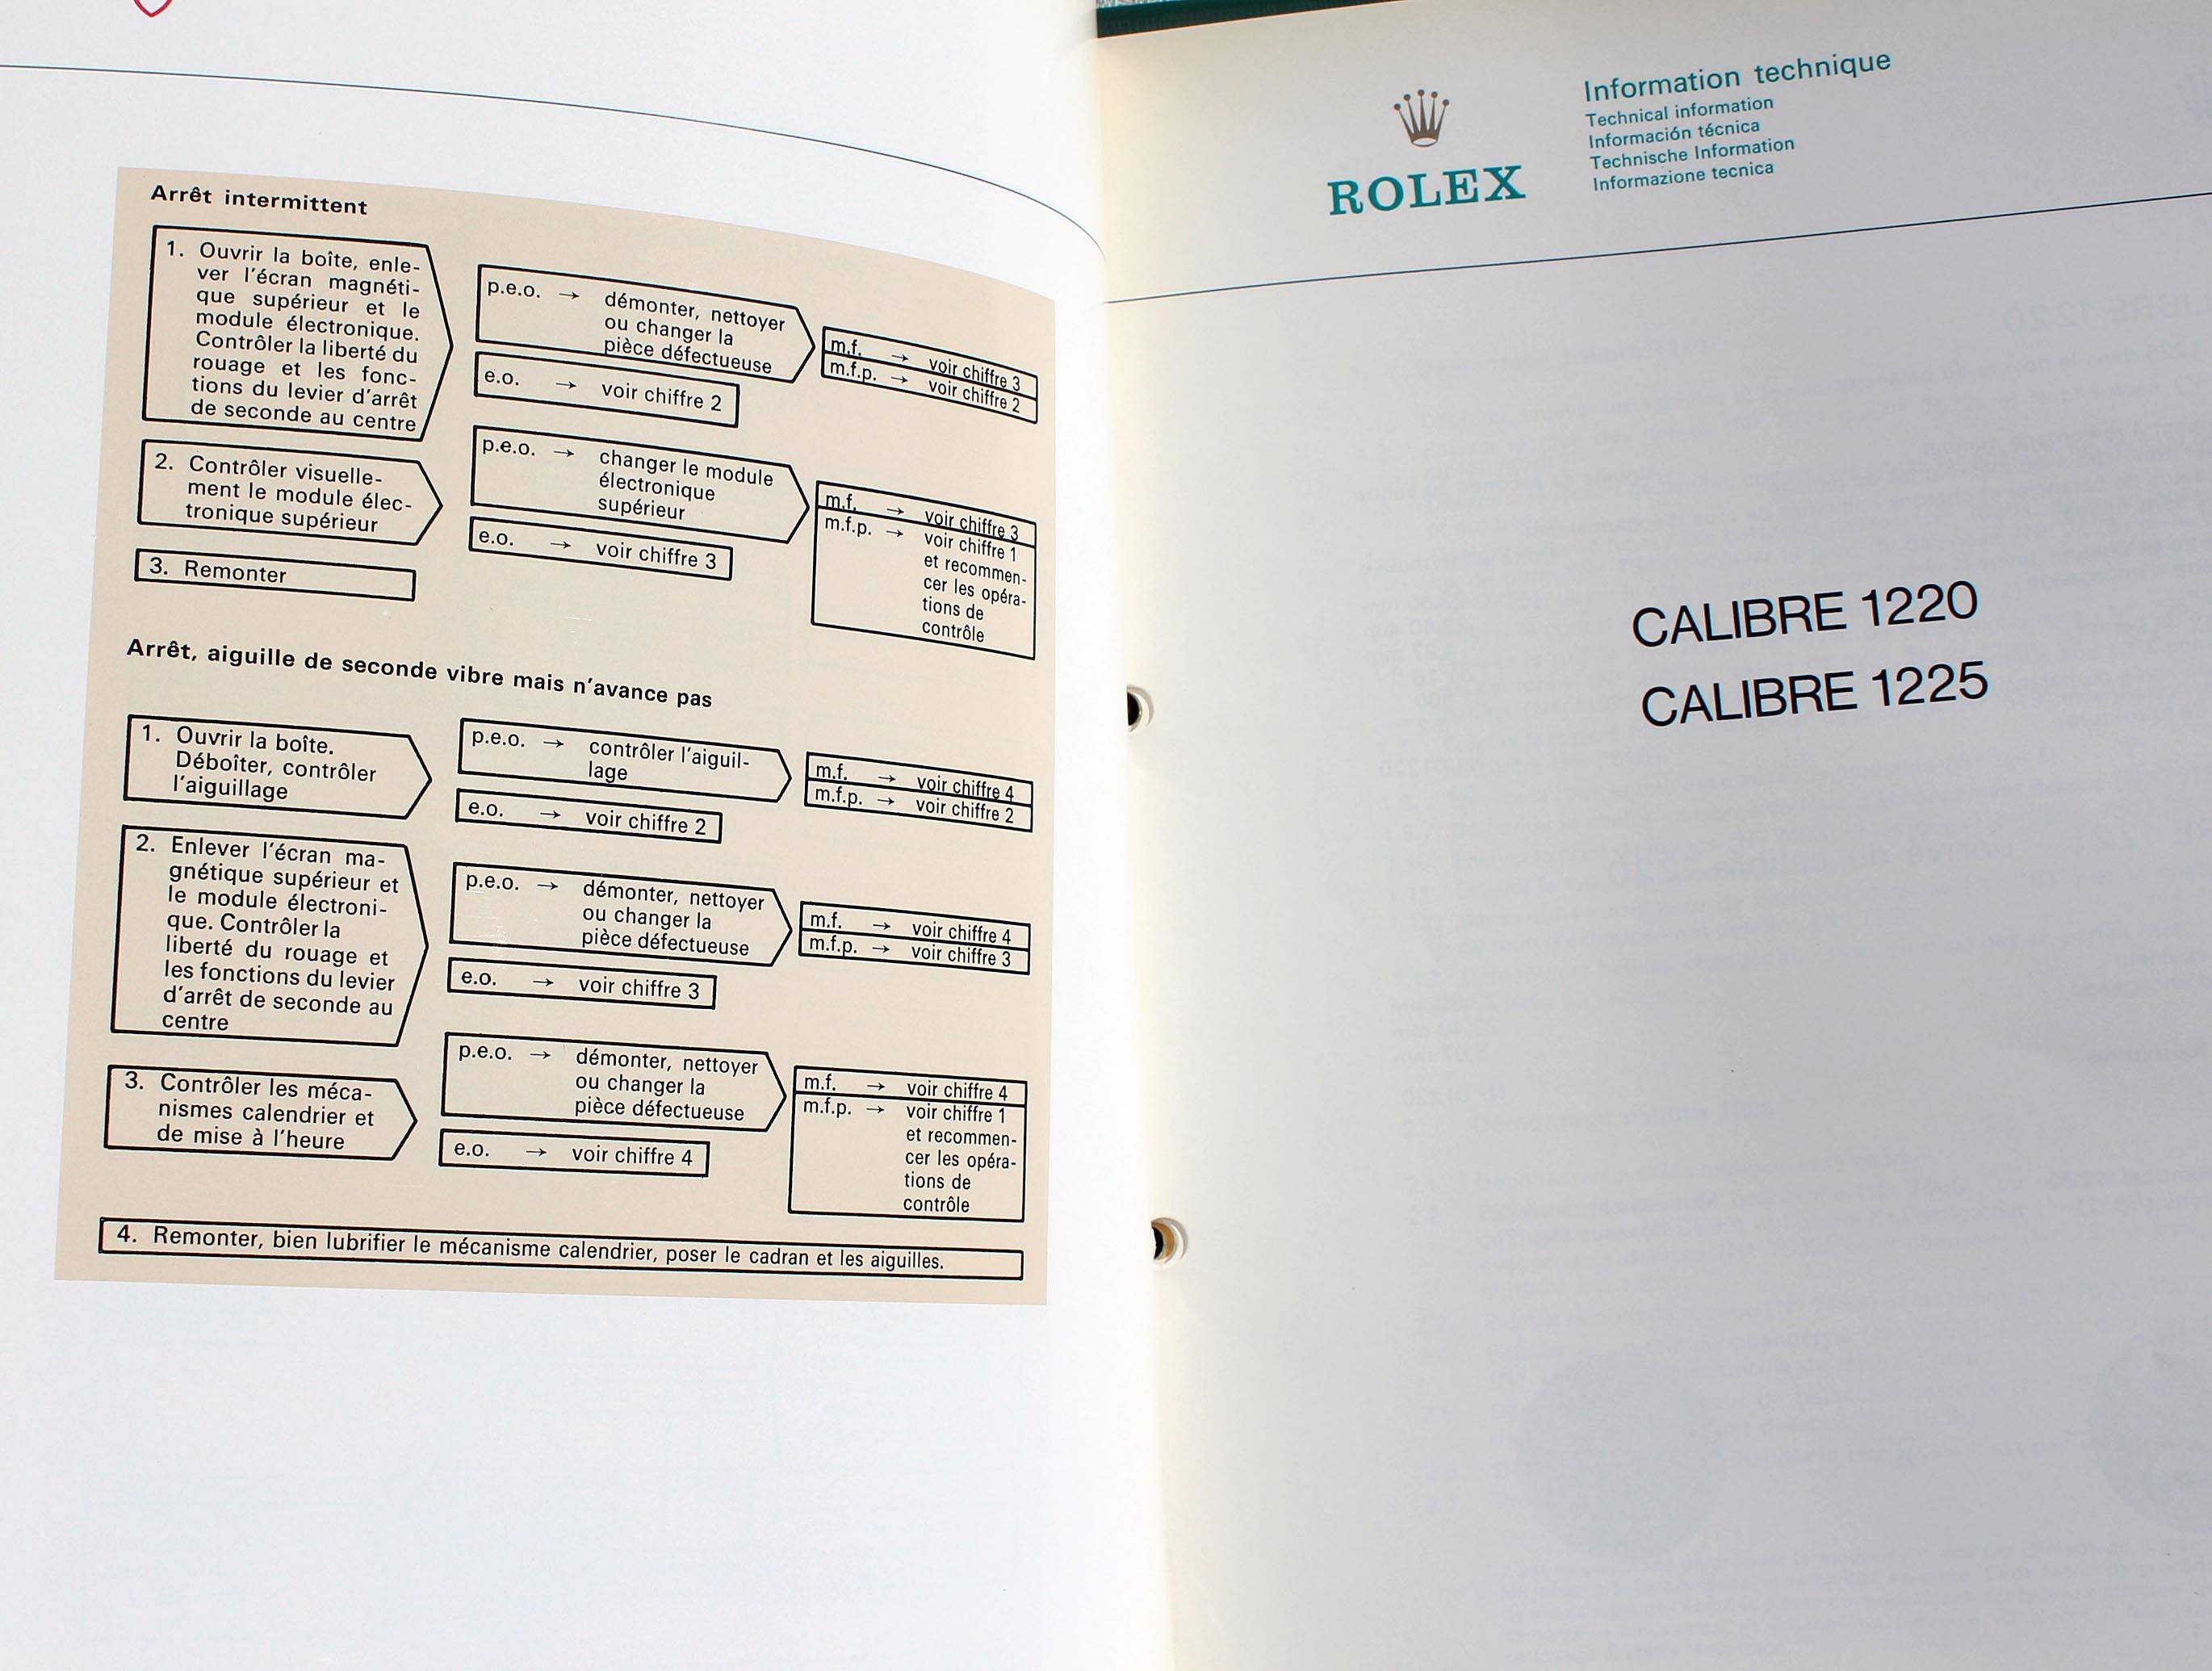 Arrêt intermittent
1. Ouvrir la boîte, enle-
ver l'écran magnéti-
que supérieur et le
module électronique.
Contrôler la liberté du
rouage et les fonc-
tions du levier d'arrêt
de seconde au centre
p.e.o. → démonter, nettoyer
ou changer la
pièce défectueuse
m.f. → voir chiffre 3
m.f.p. → voir chiffre 2
e.o. → voir chiffre 2
2. Contrôler visuelle-
ment le module élec-
tronique supérieur
p.e.o. → changer le module
électronique
supérieur
m.f. → voir chiffre 3
m.f.p. → voir chiffre 1
et recommen-
cer les opéra-
tions de
contrôle
e.o. → voir chiffre 3
3. Remonter
Arrêt, aiguille de seconde vibre mais n'avance pas
1. Ouvrir la boîte.
Déboîter, contrôler
l'aiguillage
p.e.o. → contrôler l'aiguil-
lage
m.f. → voir chiffre 4
m.f.p. → voir chiffre 2
e.o. → voir chiffre 2
2. Enlever l'écran ma-
gnétique supérieur et
le module électroni-
que. Contrôler la
liberté du rouage et
les fonctions du levier
d'arrêt de seconde au
centre
p.e.o. → démonter, nettoyer
ou changer la
pièce défectueuse
m.f. → voir chiffre 4
m.f.p. → voir chiffre 3
e.o. → voir chiffre 3
3. Contrôler les méca-
nismes calendrier et
de mise à l'heure
p.e.o. → démonter, nettoyer
ou changer la
pièce défectueuse
m.f. → voir chiffre 4
m.f.p. → voir chiffre 1
et recommen-
cer les opéra-
tions de
contrôle
e.o. → voir chiffre 4
4. Remonter, bien lubrifier le mécanisme calendrier, poser le cadran et les aiguilles.
ROLEX
Information technique
Technical information
Información técnica
Technische Information
Informazione tecnica
CALIBRE 1220
CALIBRE 1225